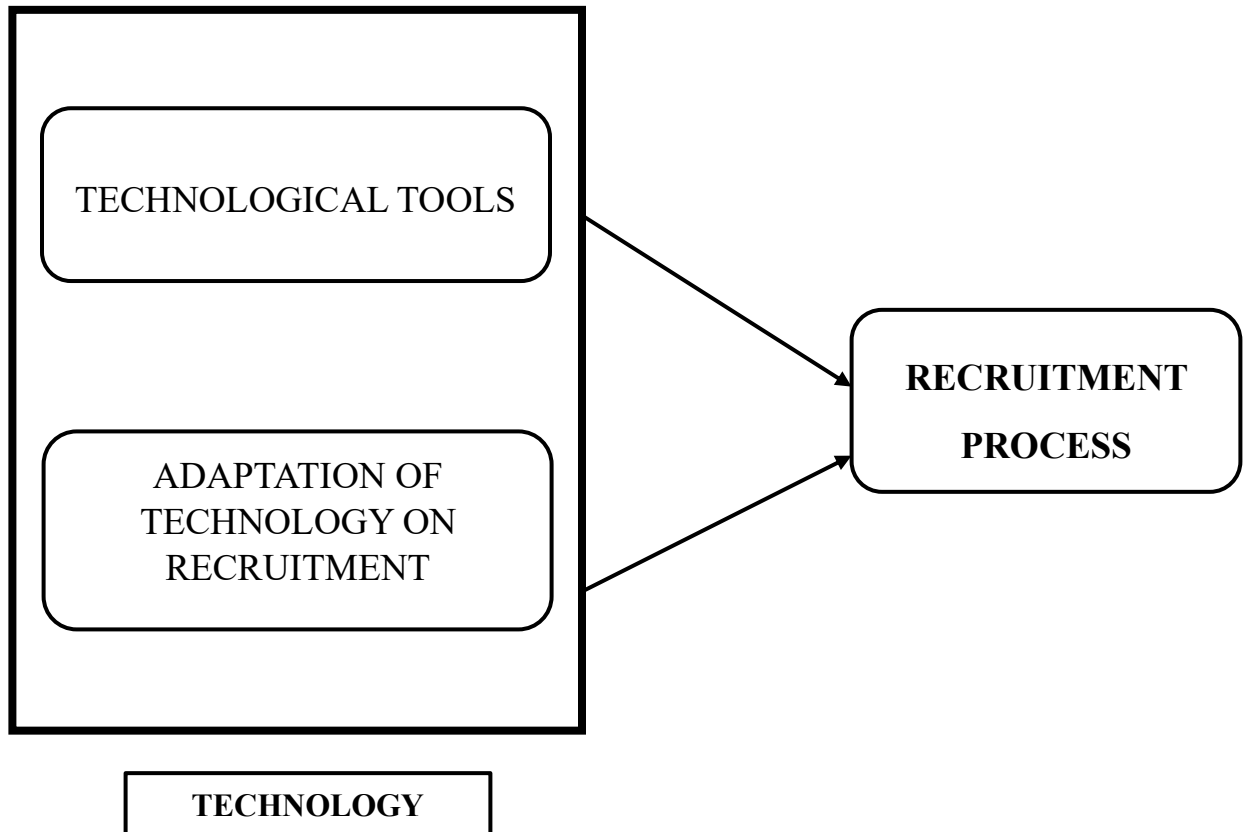 TECHNOLOGICAL TOOLS
ADAPTATION OF
TECHNOLOGY ON
RECRUITMENT
RECRUITMENT
PROCESS
TECHNOLOGY